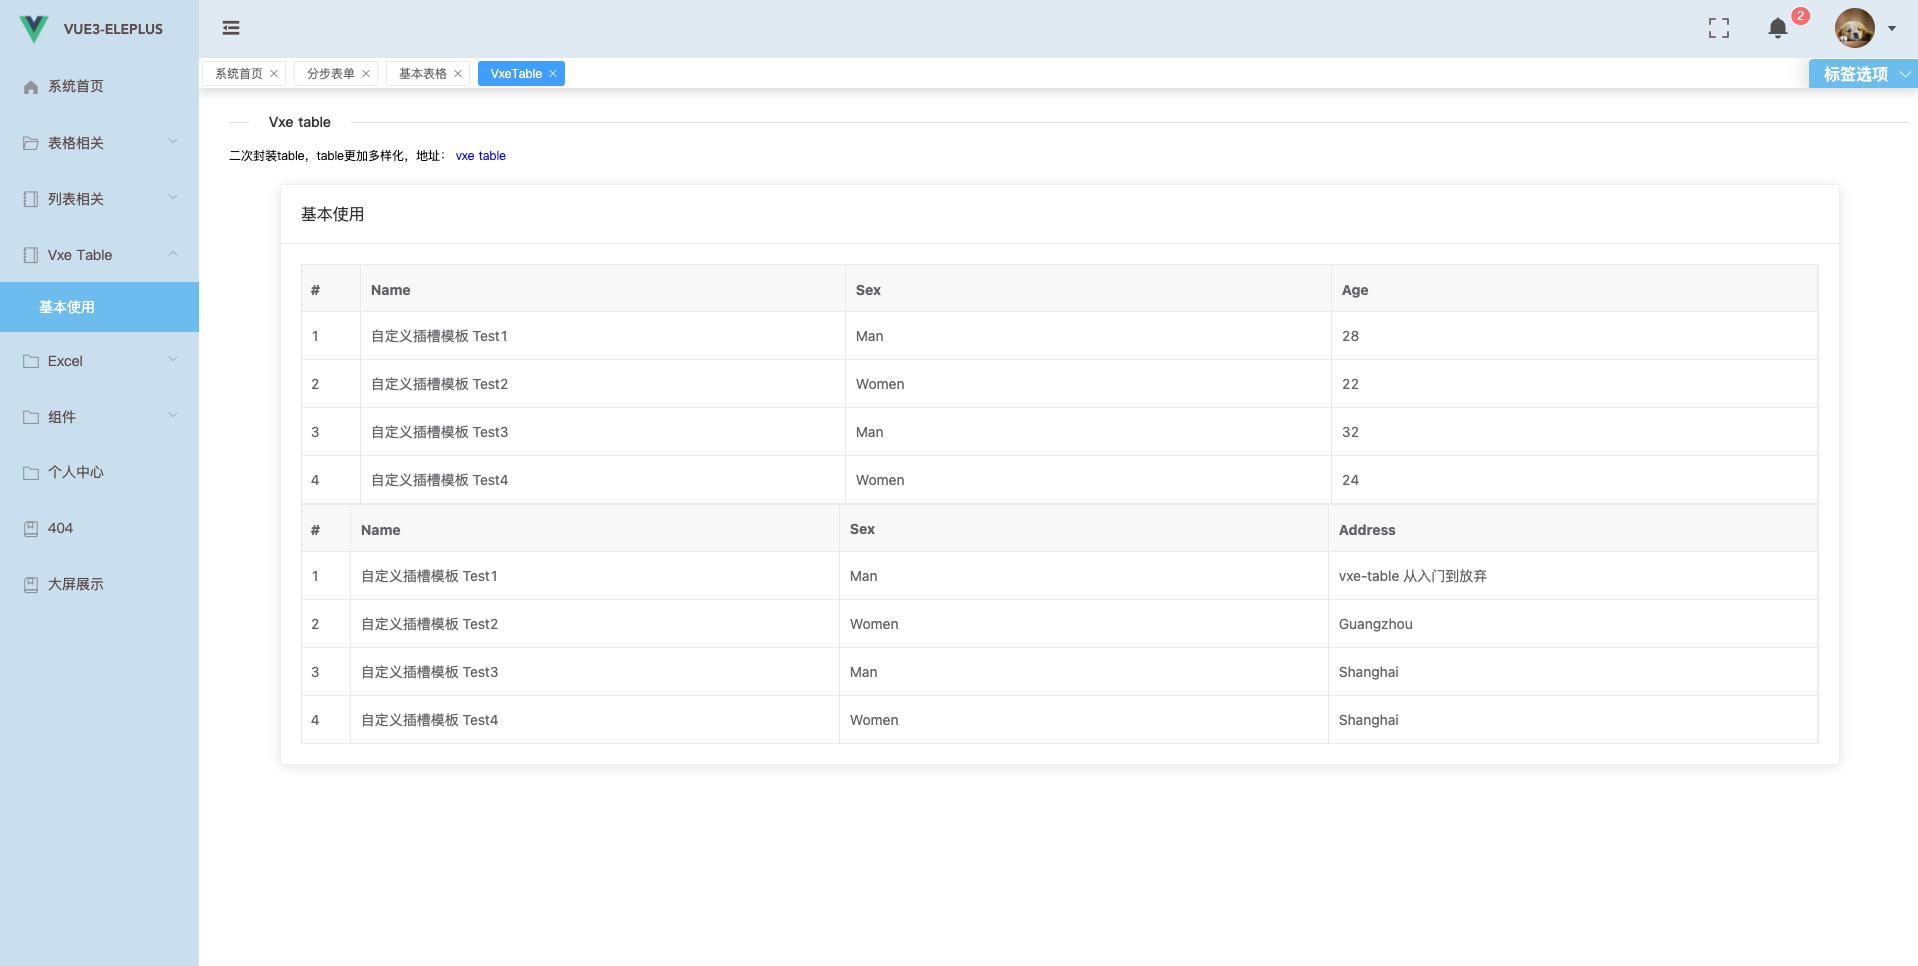 VUE3-ELEPLUS
2
系统首页
表格相关
列表相关
Vxe Table
基本使用
Excel
组件
个人中心
404
大屏展示
系统首页 分步表单 基本表格 VxeTable 标签选项
Vxe table
二次封装table，table更加多样化，地址： vxe table
基本使用
# Name Sex Age
1 自定义插槽模板 Test1 Man 28
2 自定义插槽模板 Test2 Women 22
3 自定义插槽模板 Test3 Man 32
4 自定义插槽模板 Test4 Women 24
# Name Sex Address
1 自定义插槽模板 Test1 Man vxe-table 从入门到放弃
2 自定义插槽模板 Test2 Women Guangzhou
3 自定义插槽模板 Test3 Man Shanghai
4 自定义插槽模板 Test4 Women Shanghai